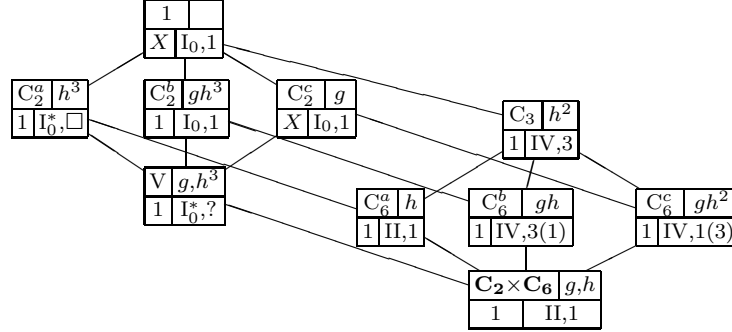 1
X I₀,1
C₂ᵃ h³ C₂ᵇ gh³ C₂ᶜ g
1 I₀*,□ 1 I₀,1 X I₀,1
C₃ h²
1 IV,3
V g,h³
1 I₀*,?
C₆ᵃ h C₆ᵇ gh C₆ᶜ gh²
1 II,1 1 IV,3(1) 1 IV,1(3)
C₂×C₆ g,h
1 II,1